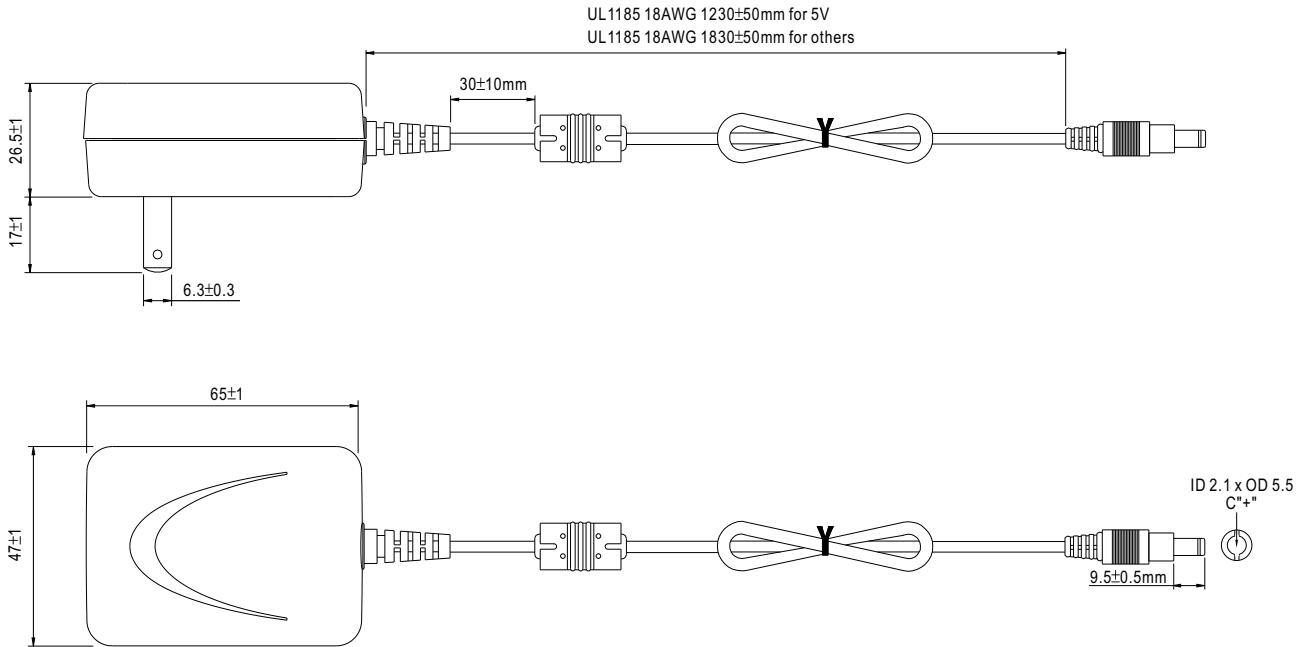 UL1185 18AWG 1230±50mm for 5V
UL1185 18AWG 1830±50mm for others
30±10mm
26.5±1
17±1
6.3±0.3
65±1
47±1
ID 2.1 x OD 5.5
C"+"
9.5±0.5mm